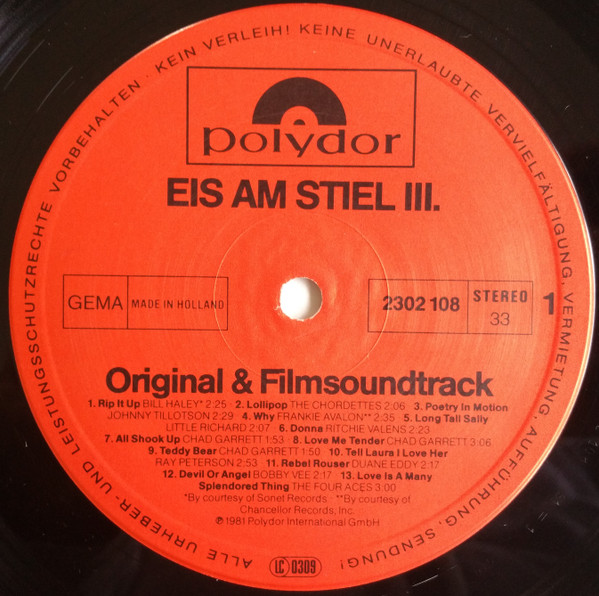 ALLE URHEBER- UND LEISTUNGSSCHUTZRECHTE VORBEHALTEN · KEIN VERLEIH! KEINE UNERLAUBTE VERVIELFÄLTIGUNG, VERMIETUNG, AUFFÜHRUNG, SENDUNG!
polydor
EIS AM STIEL III.
GEMA MADE IN HOLLAND
2302 108 STEREO 1
33
Original & Filmsoundtrack
1. Rip It Up BILL HALEY* 2:25 · 2. Lollipop THE CHORDETTES 2:06 · 3. Poetry In Motion
JOHNNY TILLOTSON 2:29 · 4. Why FRANKIE AVALON** 2:35 · 5. Long Tall Sally
LITTLE RICHARD 2:07 · 6. Donna RITCHIE VALENS 2:23
7. All Shook Up CHAD GARRETT 1:53 · 8. Love Me Tender CHAD GARRETT 3:06
9. Teddy Bear CHAD GARRETT 1:50 · 10. Tell Laura I Love Her
RAY PETERSON 2:53 · 11. Rebel Rouser DUANE EDDY 2:17
12. Devil Or Angel BOBBY VEE 2:17 · 13. Love Is A Many
Splendored Thing THE FOUR ACES 3:00
*By courtesy of Sonet Records · **By courtesy of
Chancellor Records, Inc.
℗ 1981 Polydor International GmbH
LC 0309